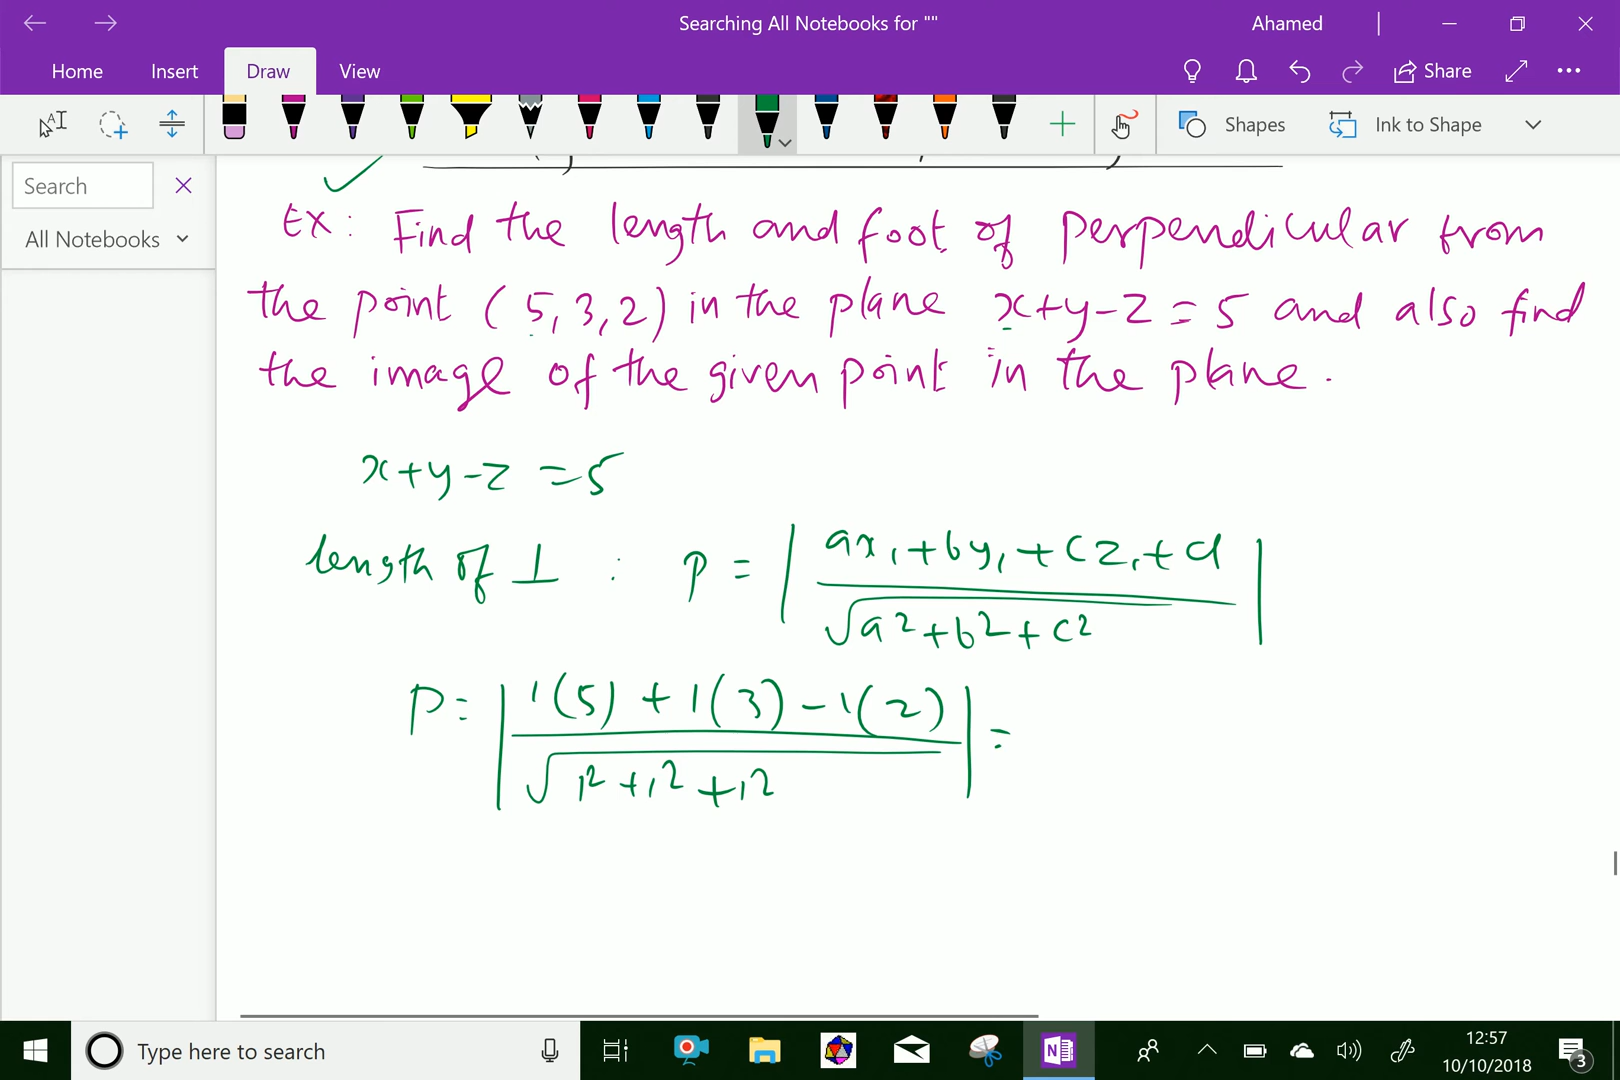 Searching All Notebooks for ""
Ahamed
Home Insert Draw View
Share
Shapes Ink to Shape
Search
All Notebooks
Ex: Find the length and foot of perpendicular from
the point (5,3,2) in the plane x+y-z=5 and also find
the image of the given point in the plane.
x+y-z=5
length of ⊥ : P = | ax₁+by₁+cz₁+d / √a²+b²+c² |
P = | 1(5)+1(3)-1(2) / √1²+1²+1² | =
Type here to search
12:57
10/10/2018
3